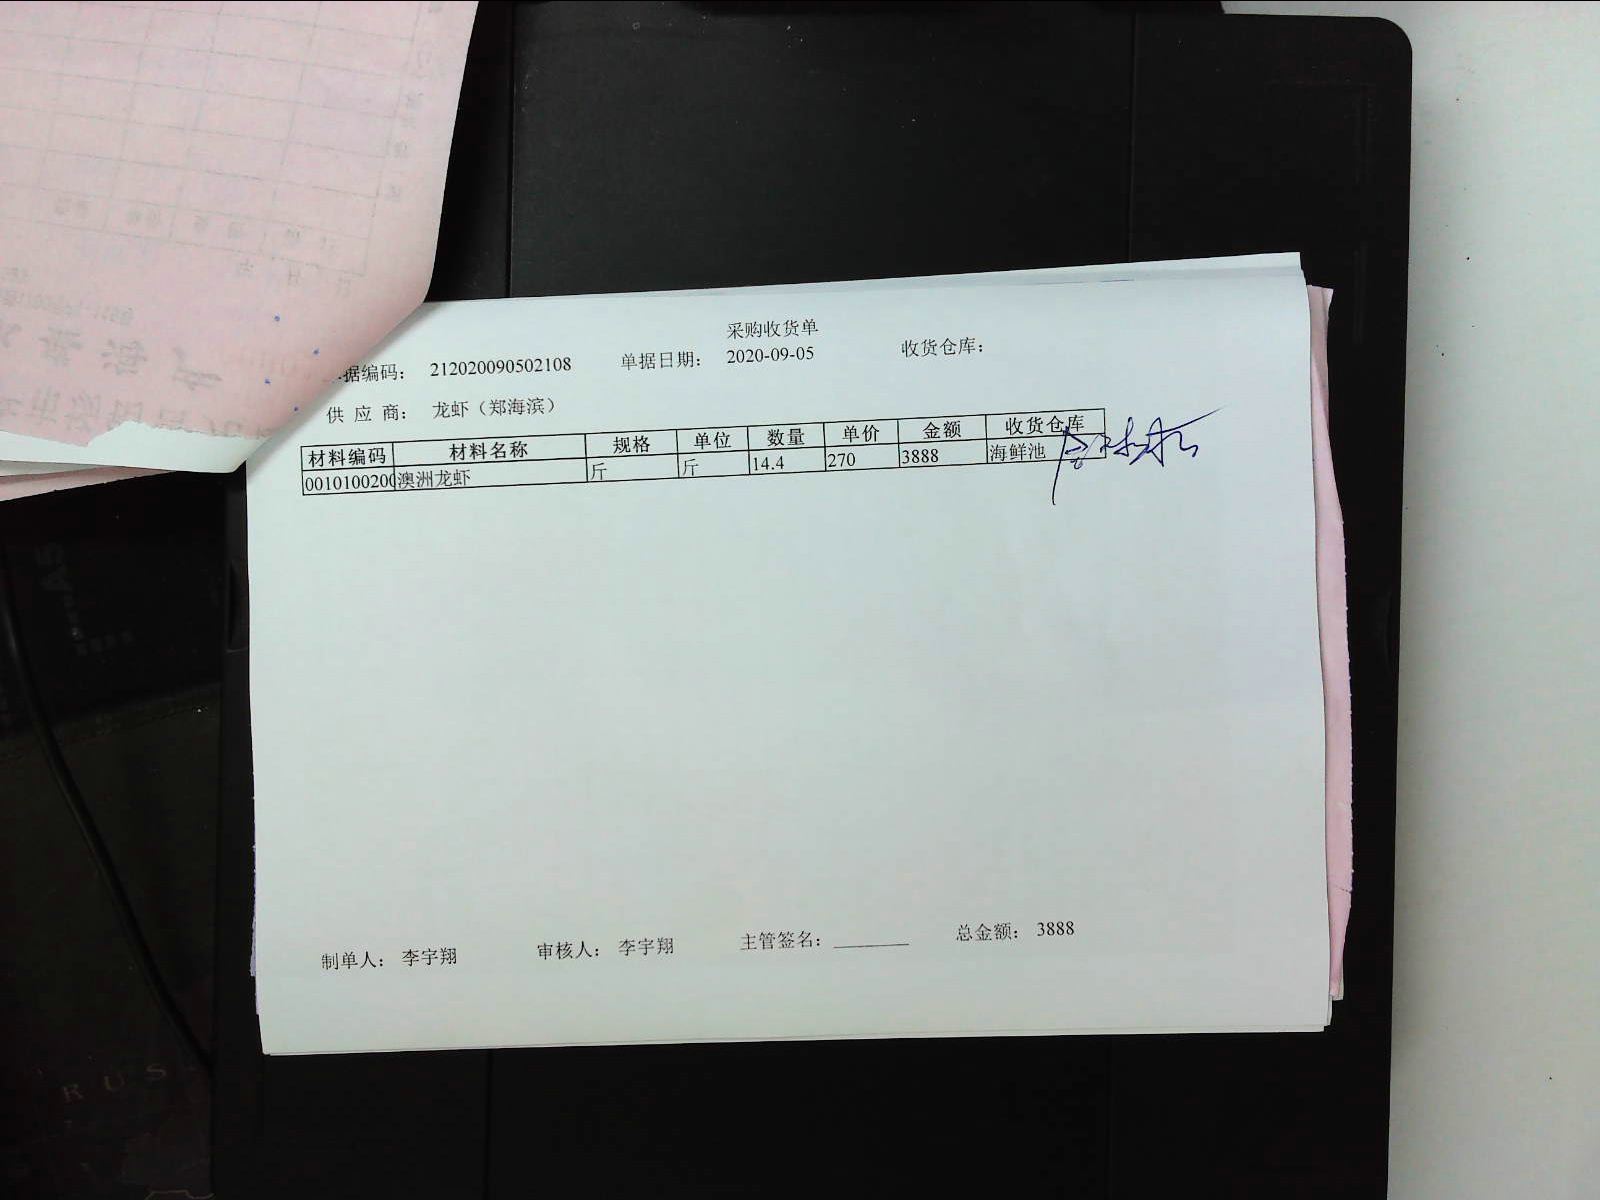 采购收货单
据编码： 212020090502108 单据日期： 2020-09-05 收货仓库：
供 应 商： 龙虾（郑海滨）
材料编码 材料名称 规格 单位 数量 单价 金额 收货仓库
0010100200 澳洲龙虾 斤 斤 14.4 270 3888 海鲜池
制单人： 李宇翔 审核人： 李宇翔 主管签名： 总金额： 3888
RUS